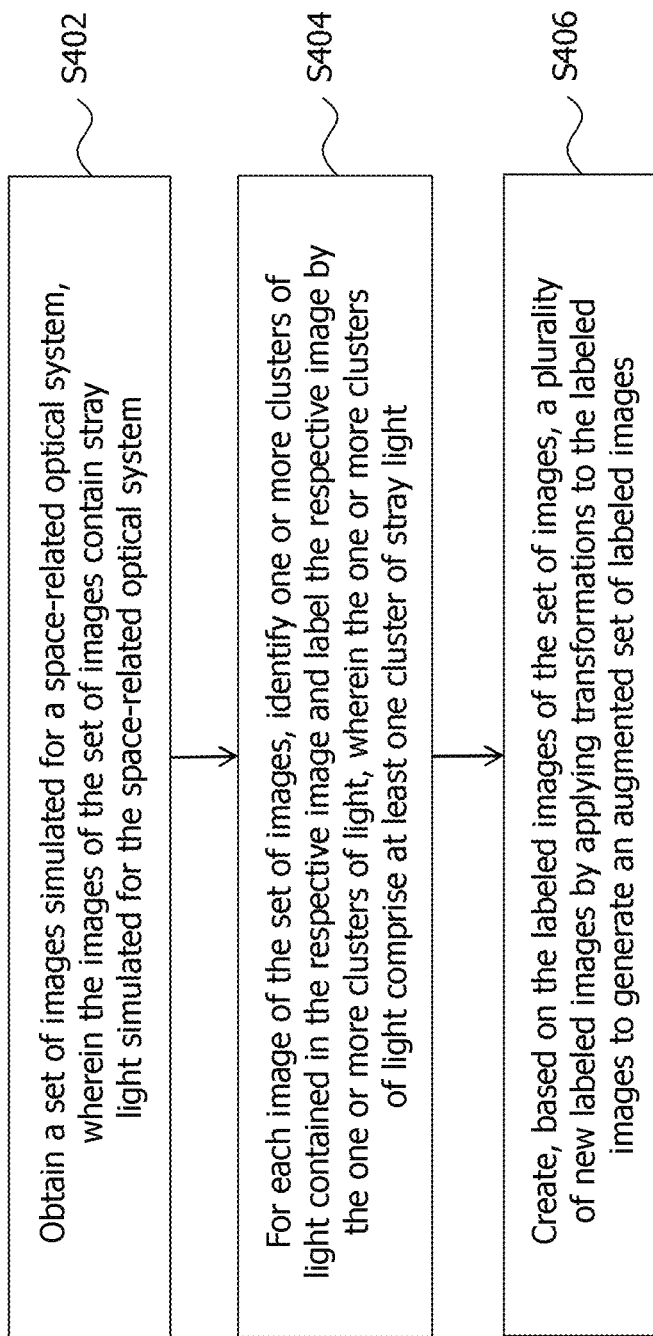 Obtain a set of images simulated for a space-related optical system,
wherein the images of the set of images contain stray
light simulated for the space-related optical system
S402
For each image of the set of images, identify one or more clusters of
light contained in the respective image and label the respective image by
the one or more clusters of light, wherein the one or more clusters
of light comprise at least one cluster of stray light
S404
Create, based on the labeled images of the set of images, a plurality
of new labeled images by applying transformations to the labeled
images to generate an augmented set of labeled images
S406